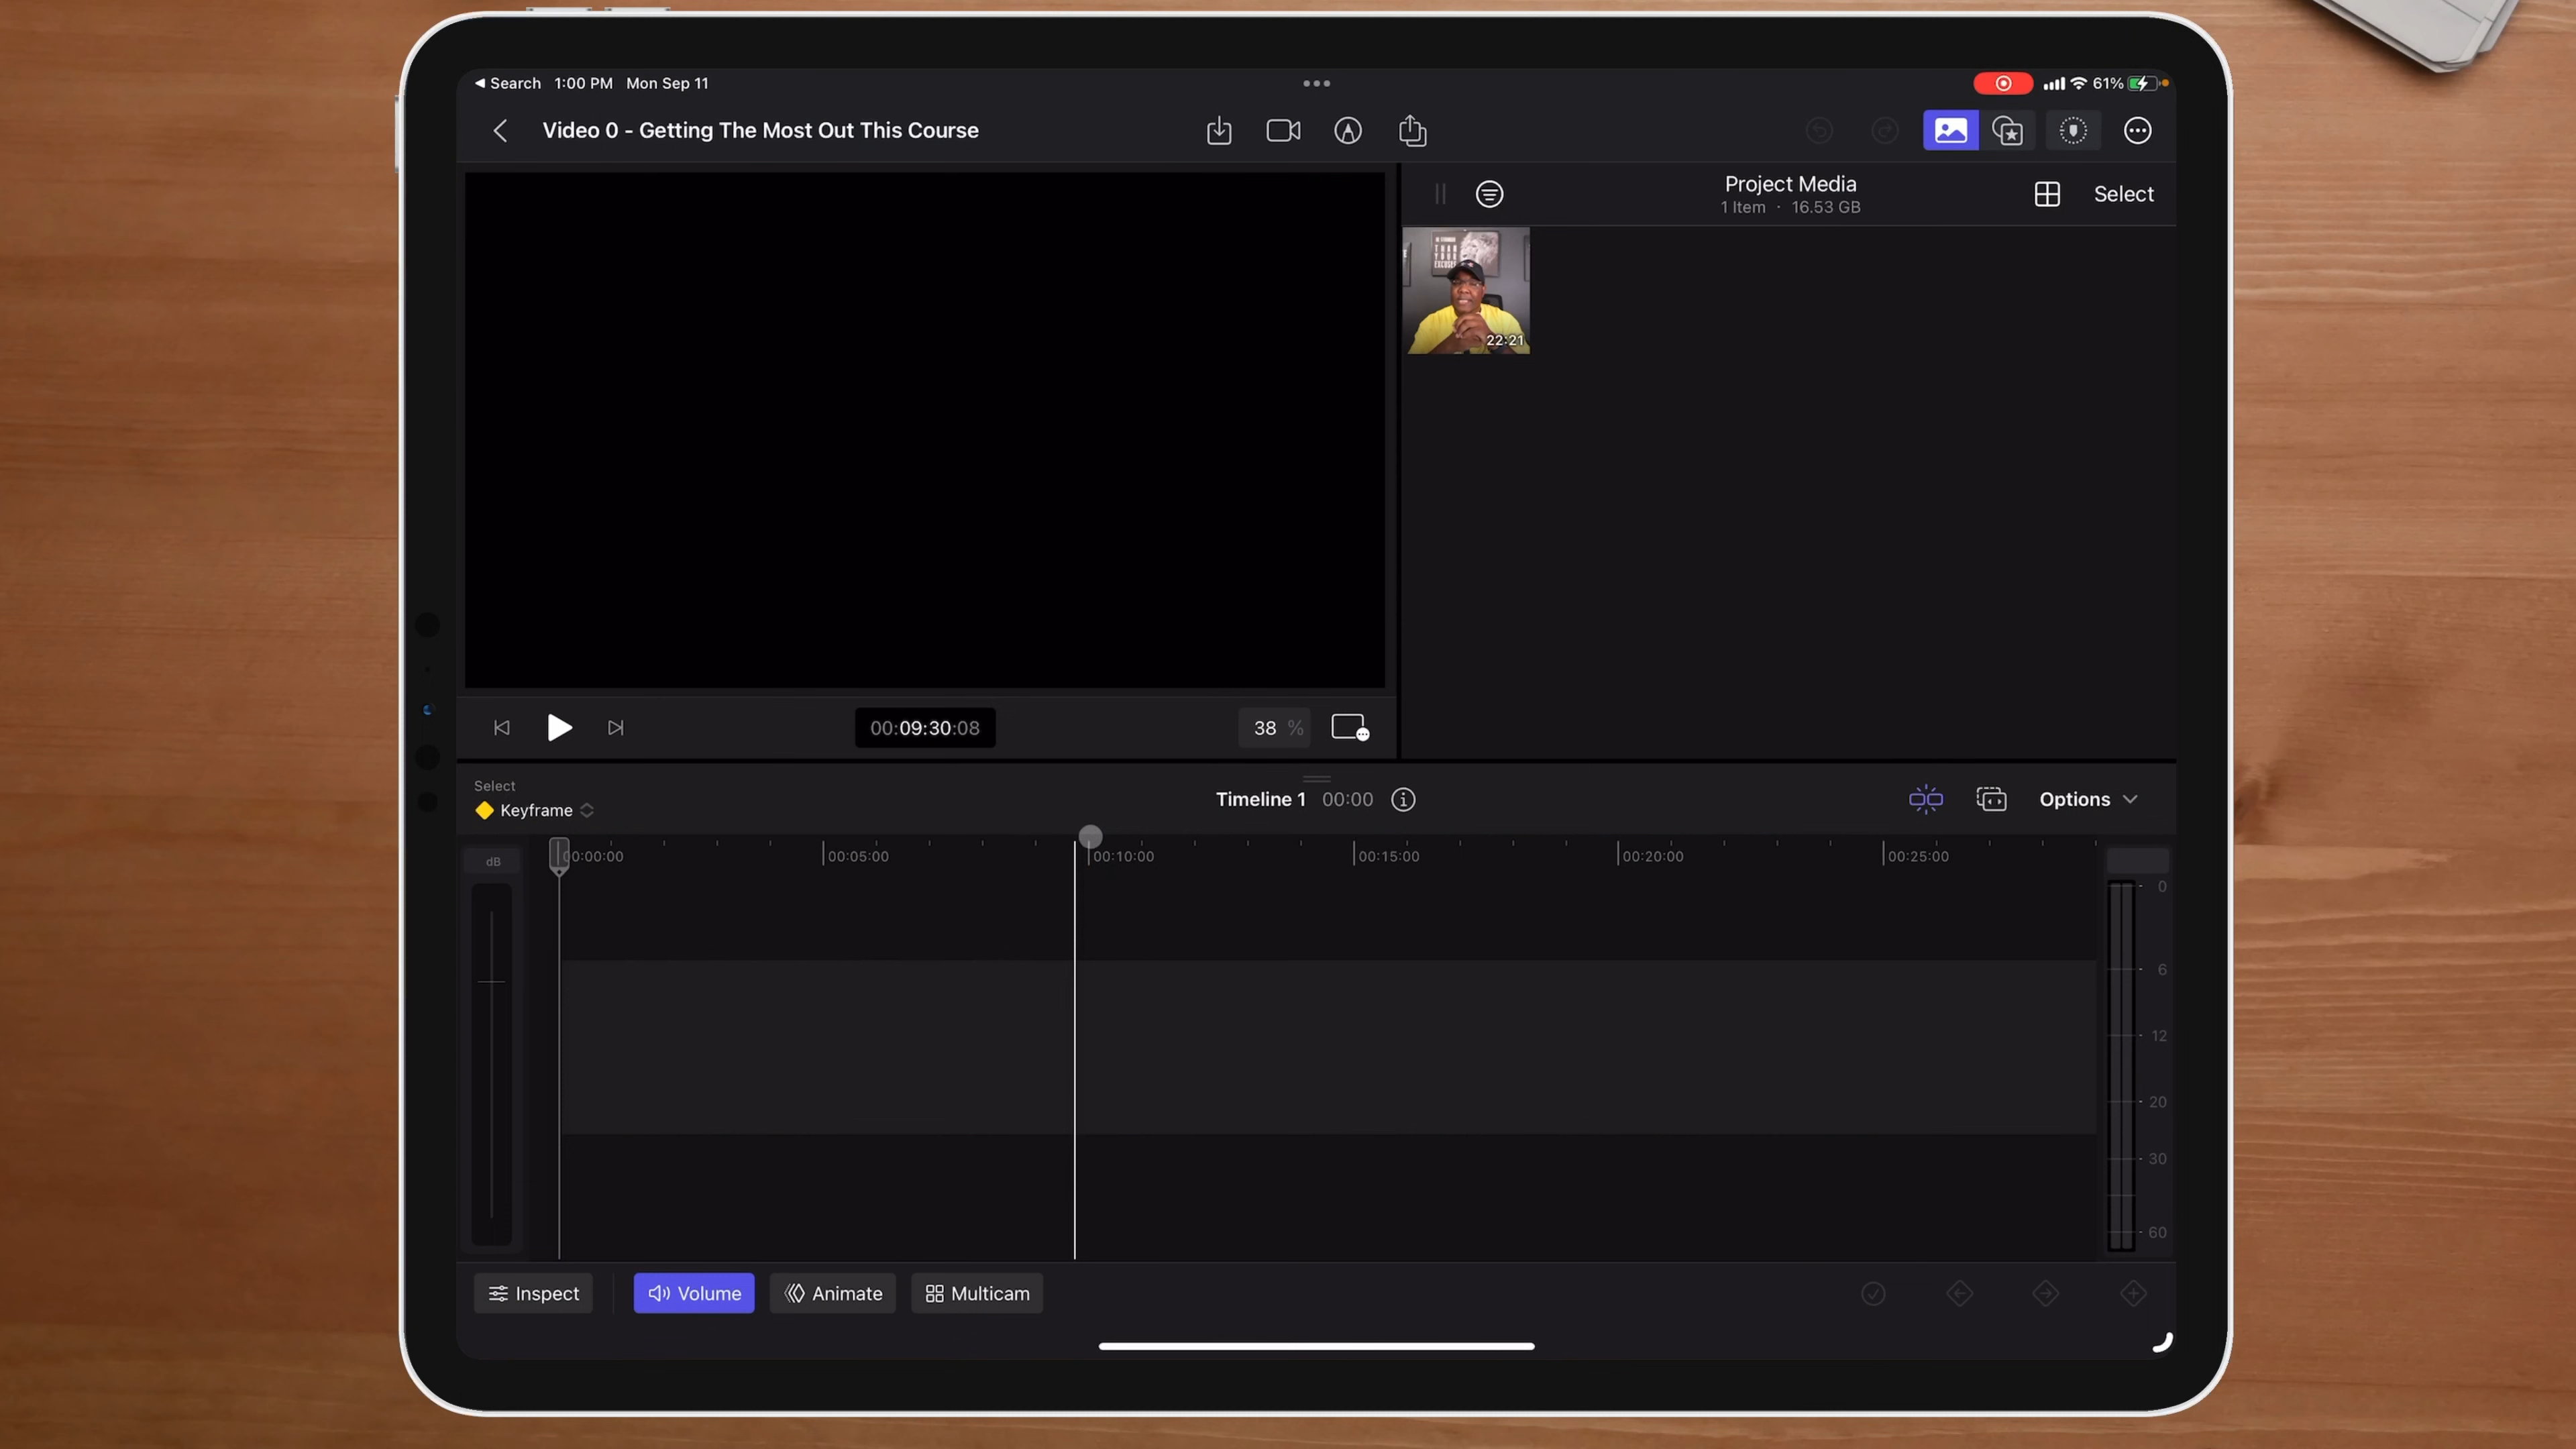 ◀ Search 1:00 PM Mon Sep 11
61%
Video 0 - Getting The Most Out This Course
Project Media
1 Item · 16.53 GB
Select
22:21
00:09:30:08
38 %
Select
Keyframe
Timeline 1 00:00
Options
dB
00:00:00
00:05:00
00:10:00
00:15:00
00:20:00
00:25:00
0
6
12
20
30
60
Inspect
Volume
Animate
Multicam